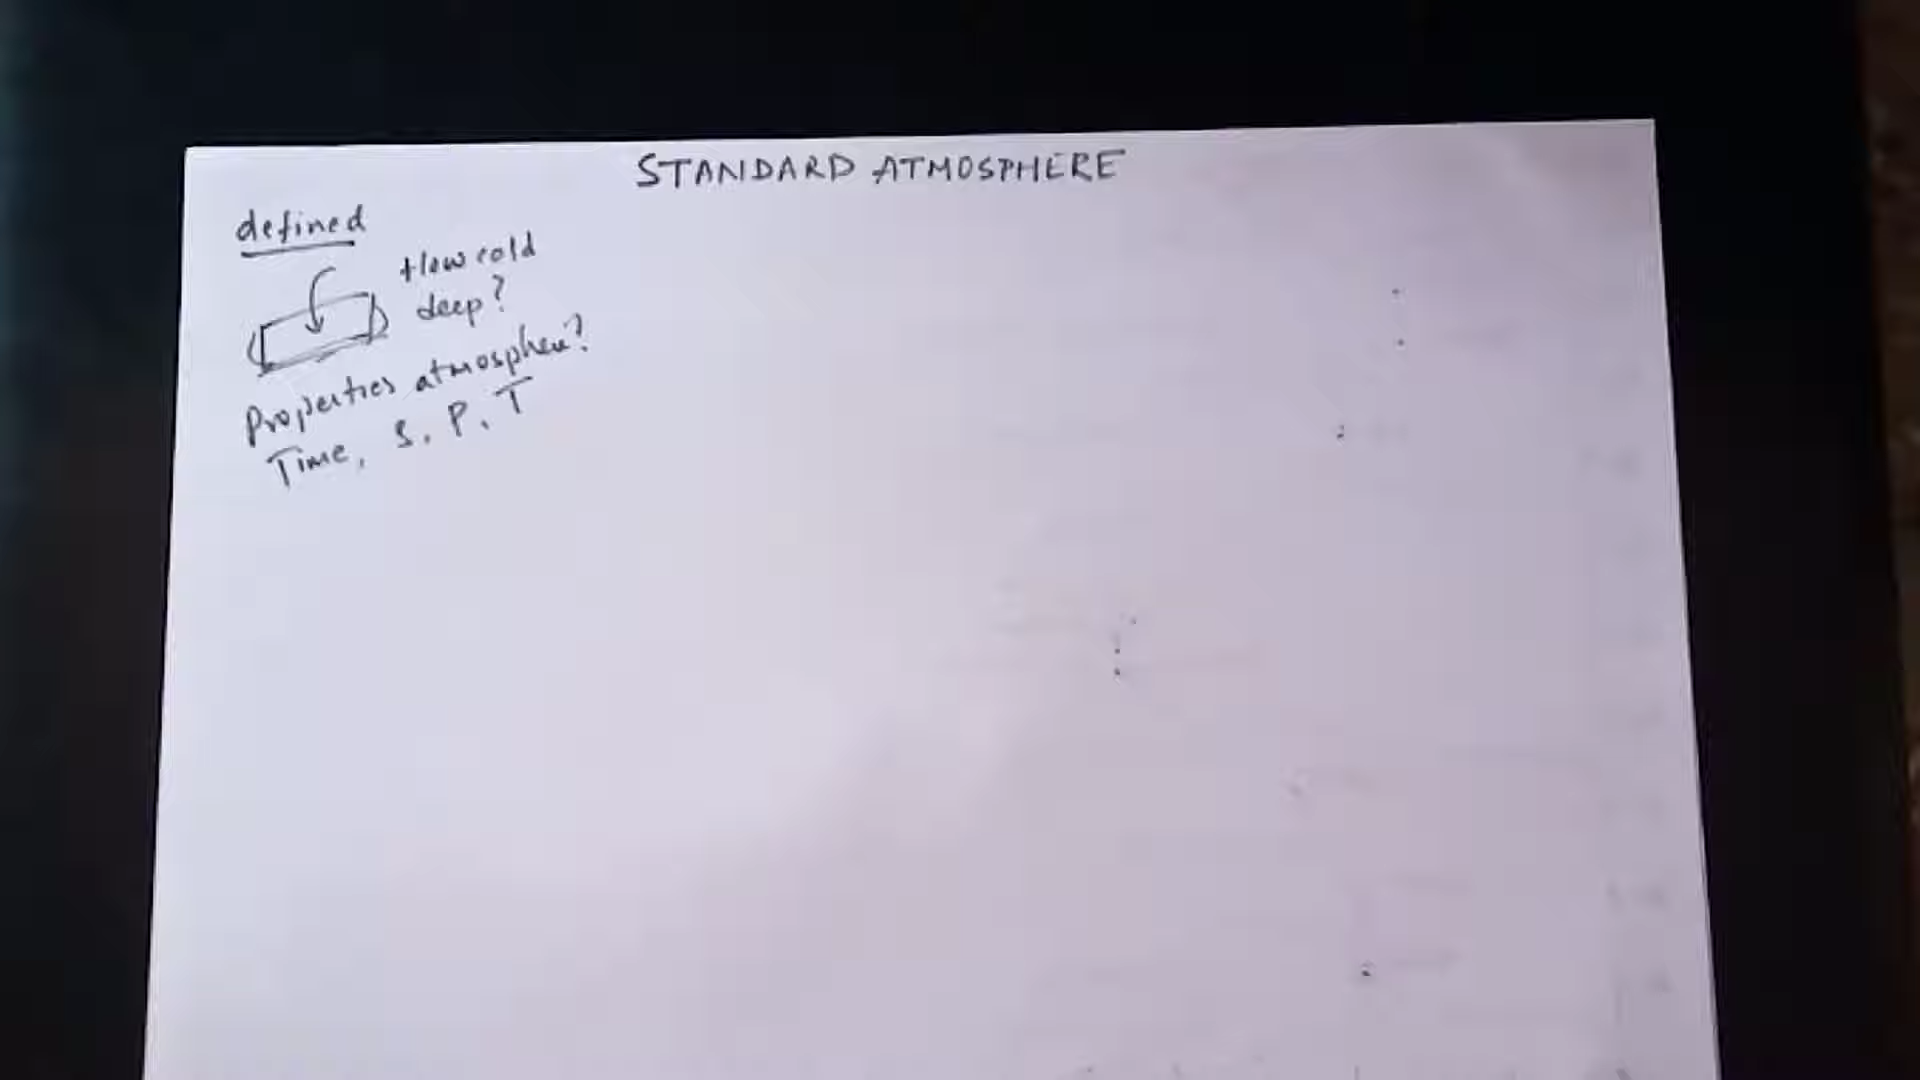 STANDARD ATMOSPHERE
defined
How cold
deep?
Properties atmosphere?
Time, S, P, T